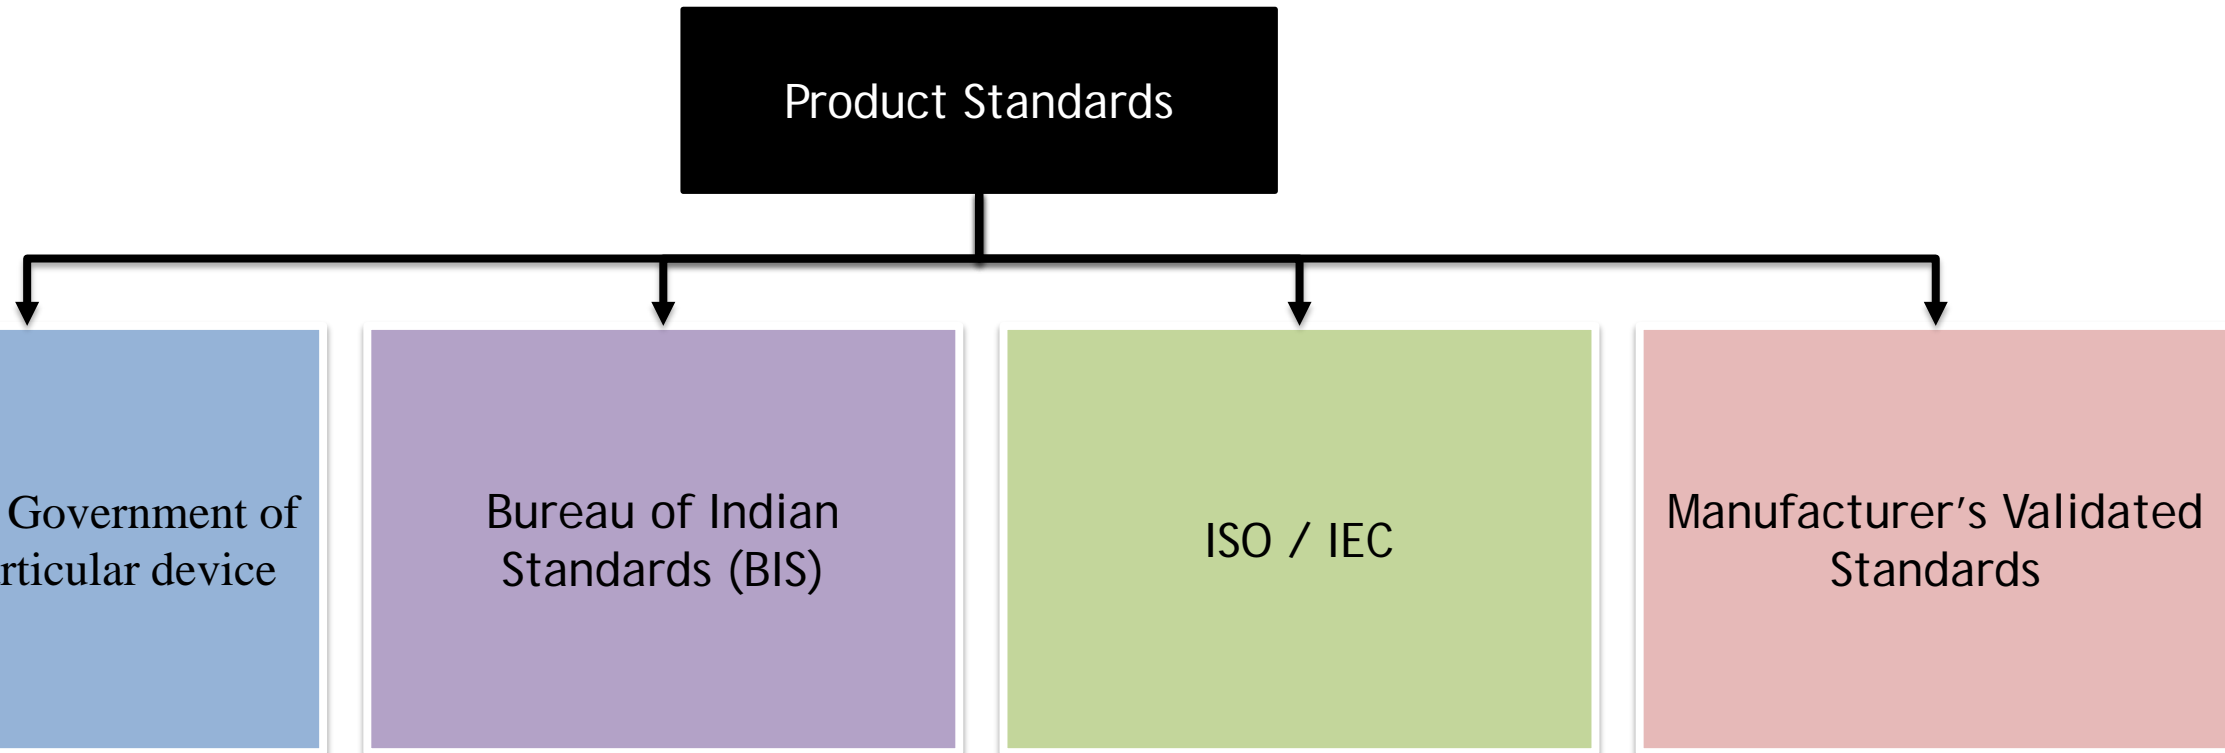 Product Standards
Government of
rticular device
Bureau of Indian
Standards (BIS)
ISO / IEC
Manufacturer’s Validated
Standards